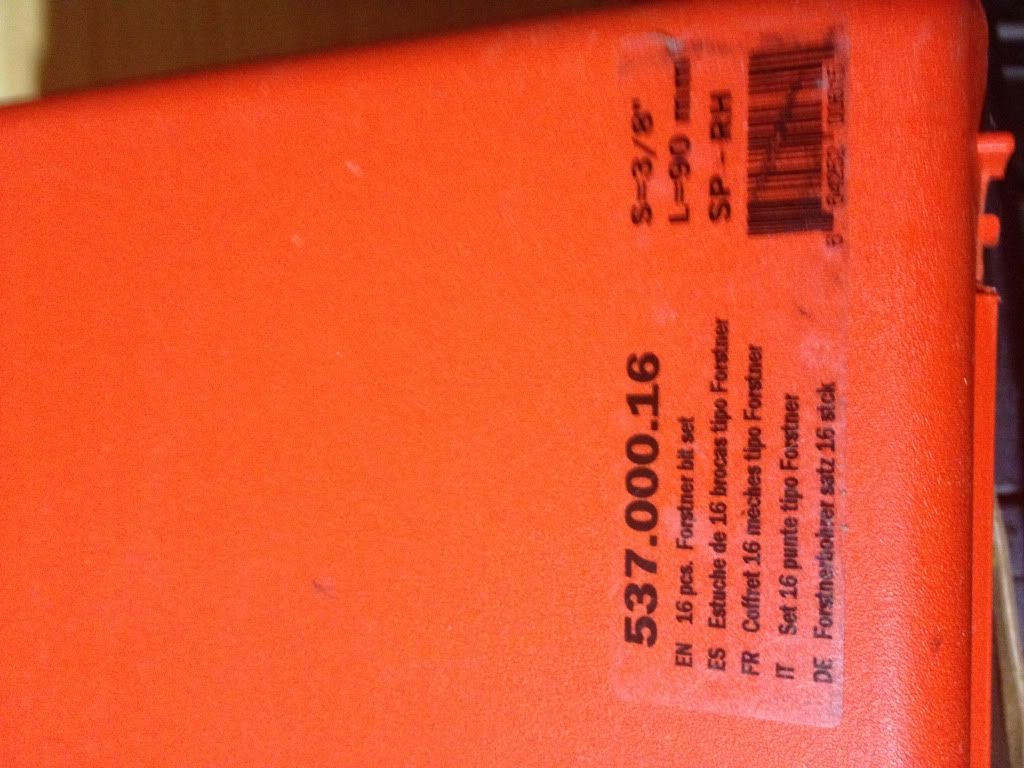 537.000.16
EN 16 pcs. Forstner bit set
ES Estuche de 16 brocas tipo Forstner
FR Coffret 16 mèches tipo Forstner
IT Set 16 punte tipo Forstner
DE Forstnerbohrer satz 16 stck
S=3/8"
L=90 mm
SP - RH